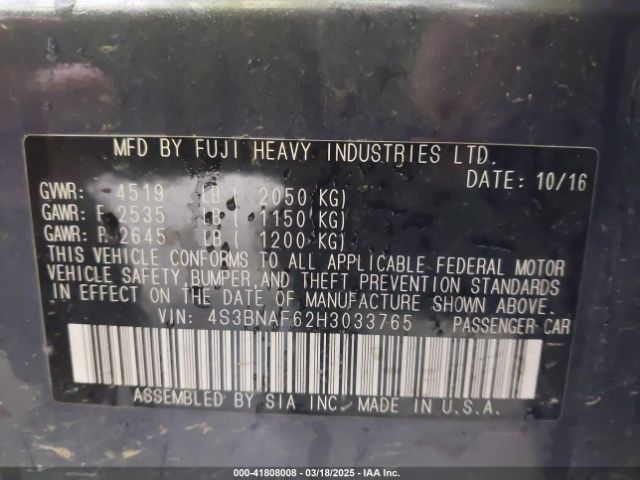 MFD BY FUJI HEAVY INDUSTRIES LTD.
DATE: 10/16
GVWR: 4519 LB ( 2050 KG)
GAWR: F 2535 LB ( 1150 KG)
GAWR: R 2645 LB ( 1200 KG)
THIS VEHICLE CONFORMS TO ALL APPLICABLE FEDERAL MOTOR
VEHICLE SAFETY,BUMPER,AND THEFT PREVENTION STANDARDS
IN EFFECT ON THE DATE OF MANUFACTURE SHOWN ABOVE.
VIN: 4S3BNAF62H3033765 PASSENGER CAR
ASSEMBLED BY SIA INC. MADE IN U.S.A.
000-41808008 — 03/18/2025 — IAA Inc.